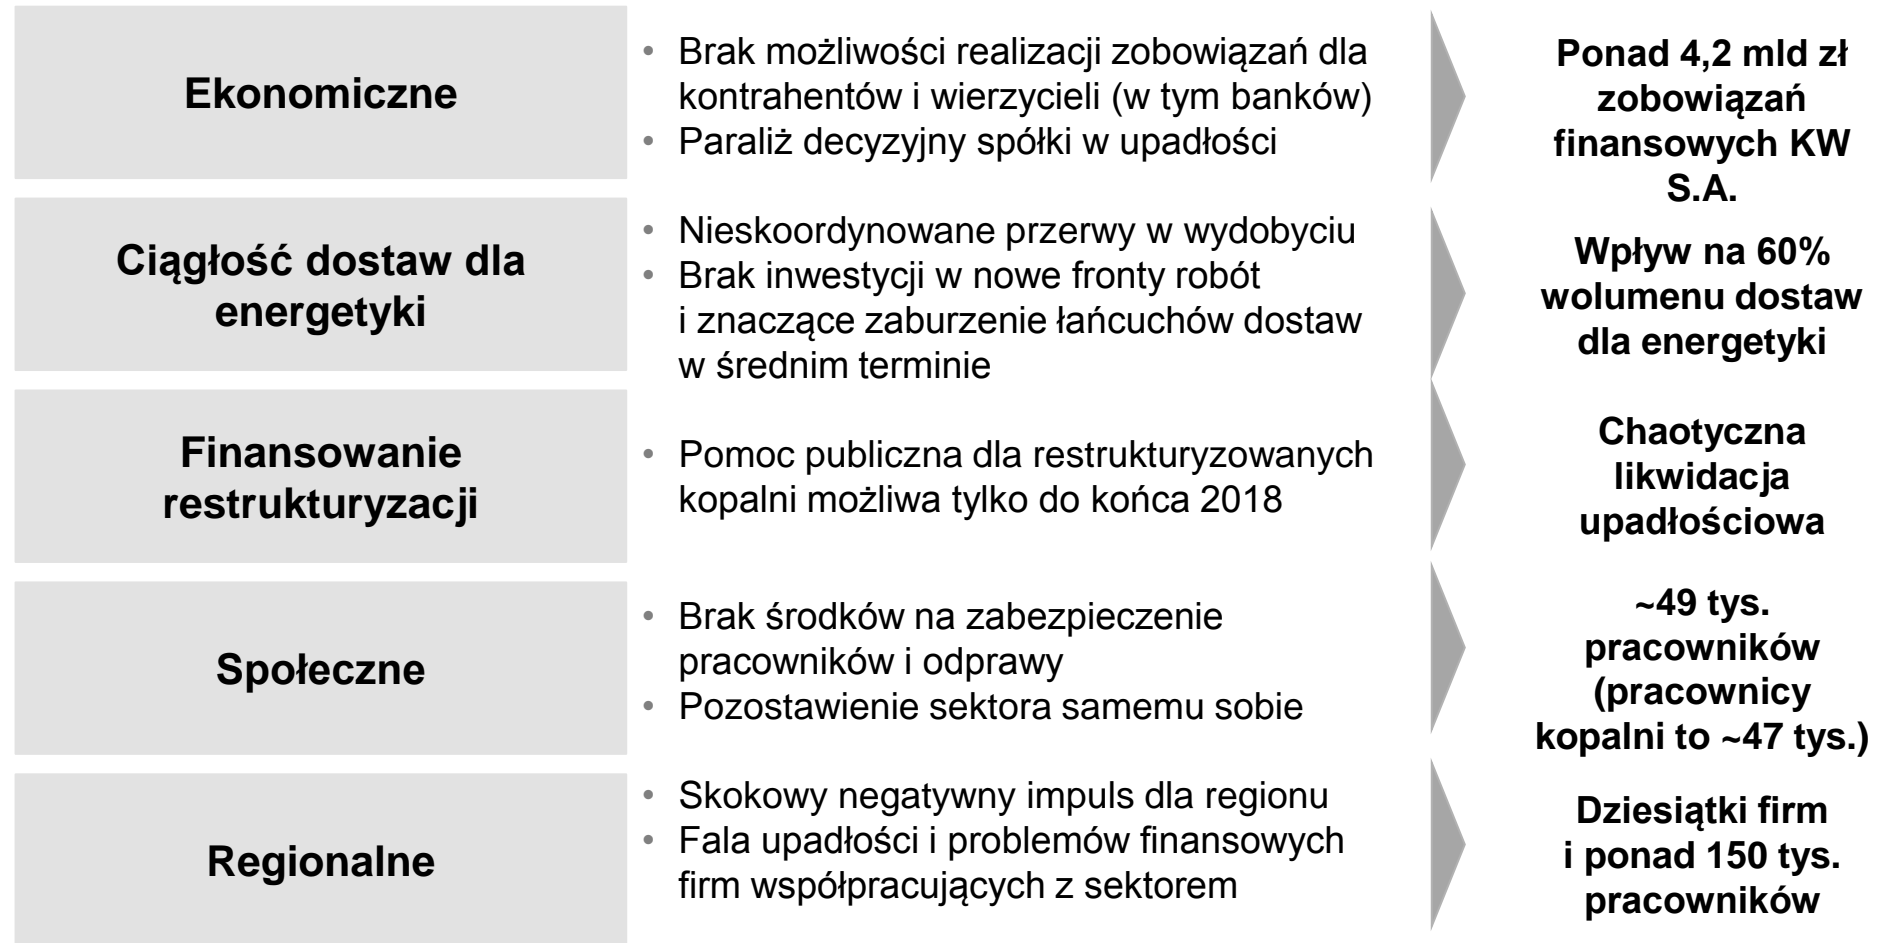 Ekonomiczne
• Brak możliwości realizacji zobowiązań dla
kontrahentów i wierzycieli (w tym banków)
• Paraliż decyzyjny spółki w upadłości
Ponad 4,2 mld zł
zobowiązań
finansowych KW
S.A.
Ciągłość dostaw dla
energetyki
• Nieskoordynowane przerwy w wydobyciu
• Brak inwestycji w nowe fronty robót
i znaczące zaburzenie łańcuchów dostaw
w średnim terminie
Wpływ na 60%
wolumenu dostaw
dla energetyki
Finansowanie
restrukturyzacji
• Pomoc publiczna dla restrukturyzowanych
kopalni możliwa tylko do końca 2018
Chaotyczna
likwidacja
upadłościowa
Społeczne
• Brak środków na zabezpieczenie
pracowników i odprawy
• Pozostawienie sektora samemu sobie
~49 tys.
pracowników
(pracownicy
kopalni to ~47 tys.)
Regionalne
• Skokowy negatywny impuls dla regionu
• Fala upadłości i problemów finansowych
firm współpracujących z sektorem
Dziesiątki firm
i ponad 150 tys.
pracowników